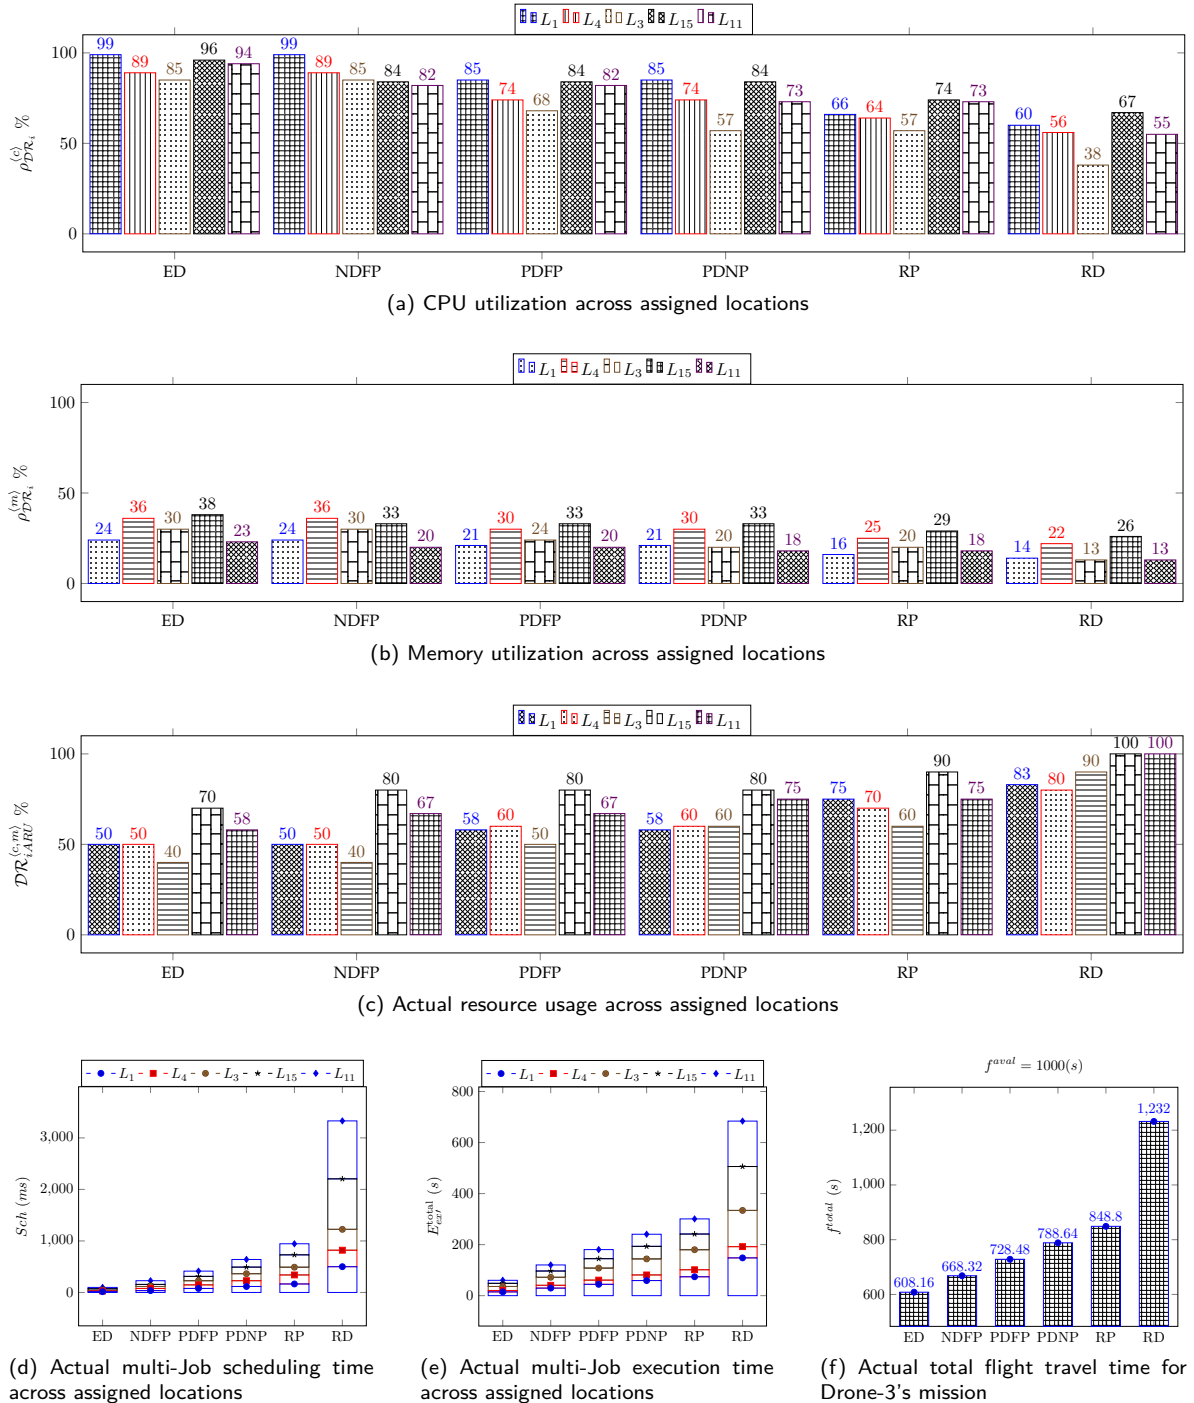 L1 L4 L3 L15 L11
99 89 85 96 94 99 89 85 84 82 85 74 68 84 82 85 74 57 84 73 66 64 57 74 73 60 56 38 67 55
100
50
0
ρ⟨c⟩DRi %
ED NDFP PDFP PDNP RP RD
(a) CPU utilization across assigned locations
L1 L4 L3 L15 L11
24 36 30 38 23 24 36 30 33 20 21 30 24 33 20 21 30 20 33 18 16 25 20 29 18 14 22 13 26 13
100
50
0
ρ⟨m⟩DRi %
ED NDFP PDFP PDNP RP RD
(b) Memory utilization across assigned locations
L1 L4 L3 L15 L11
50 50 40 70 58 50 50 40 80 67 58 60 50 80 67 58 60 60 80 75 75 70 60 90 75 83 80 90 100 100
100
50
0
DR⟨c,m⟩iARU %
ED NDFP PDFP PDNP RP RD
(c) Actual resource usage across assigned locations
L1 L4 L3 L15 L11
3,000
2,000
1,000
0
Sch (ms)
ED NDFP PDFP PDNP RP RD
(d) Actual multi-Job scheduling time
across assigned locations
L1 L4 L3 L15 L11
800
600
400
200
0
Etotalex′ (s)
ED NDFP PDFP PDNP RP RD
(e) Actual multi-Job execution time
across assigned locations
faval = 1000(s)
608.16 668.32 728.48 788.64 848.8 1,232
1,200
1,000
800
600
ftotal (s)
ED NDFP PDFP PDNP RP RD
(f) Actual total flight travel time for
Drone-3's mission